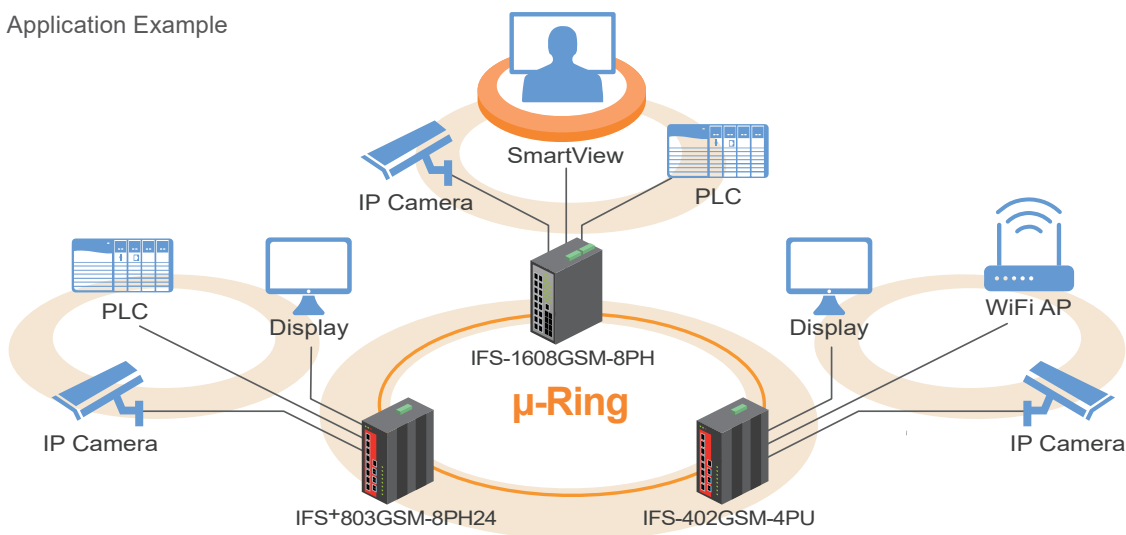 Application Example
SmartView
IP Camera
PLC
PLC
Display
Display
WiFi AP
IFS-1608GSM-8PH
µ-Ring
IP Camera
IP Camera
IFS+803GSM-8PH24
IFS-402GSM-4PU